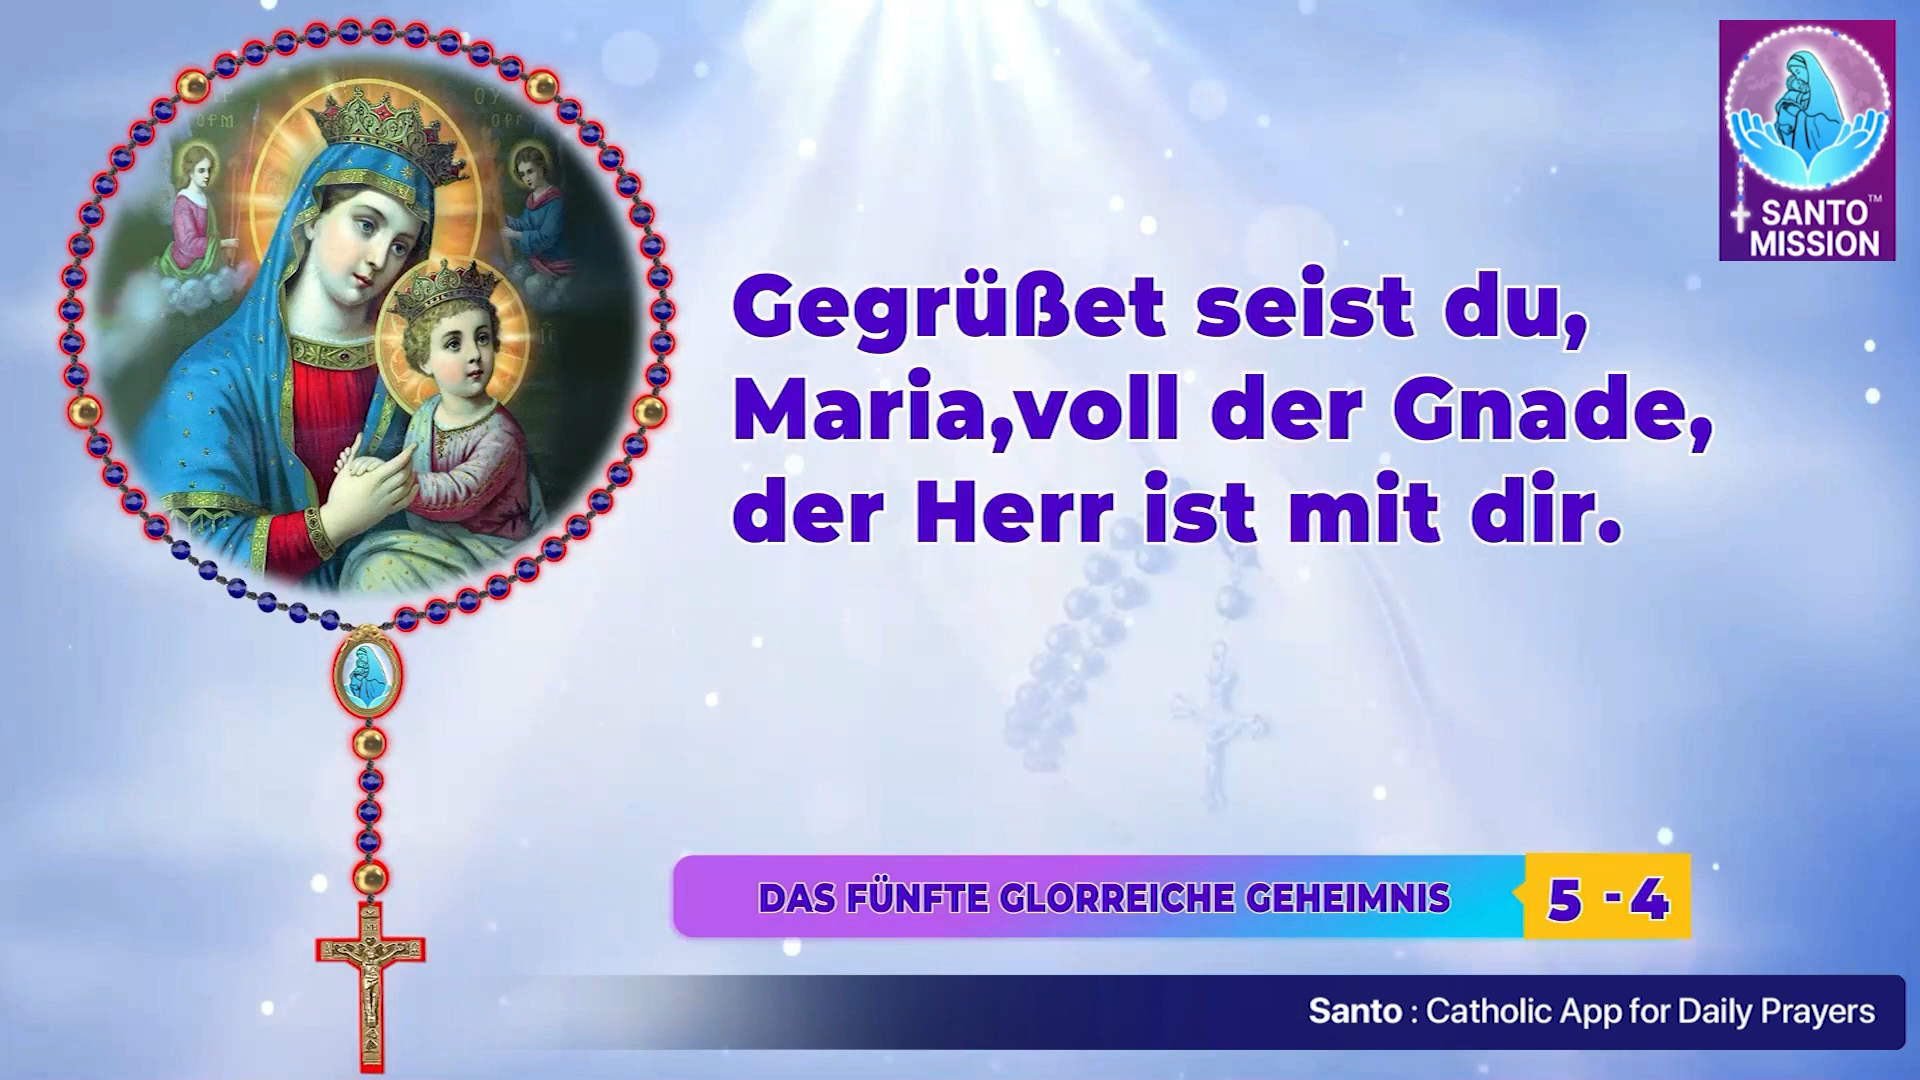 Gegrüßet seist du,
Maria,voll der Gnade,
der Herr ist mit dir.
SANTO™
MISSION
DAS FÜNFTE GLORREICHE GEHEIMNIS
5 - 4
Santo : Catholic App for Daily Prayers